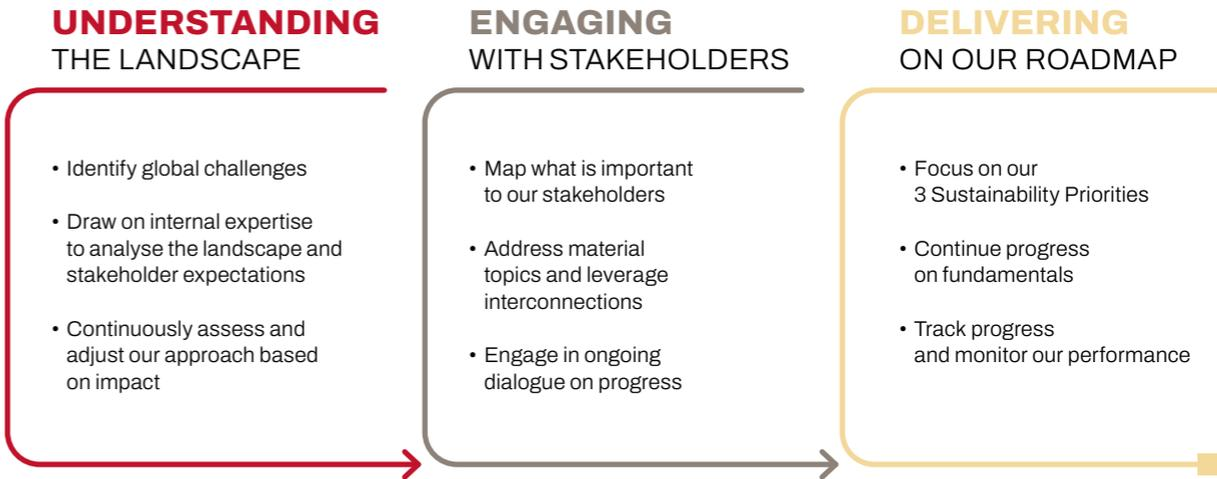 UNDERSTANDING
THE LANDSCAPE
• Identify global challenges
• Draw on internal expertise
to analyse the landscape and
stakeholder expectations
• Continuously assess and
adjust our approach based
on impact
ENGAGING
WITH STAKEHOLDERS
• Map what is important
to our stakeholders
• Address material
topics and leverage
interconnections
• Engage in ongoing
dialogue on progress
DELIVERING
ON OUR ROADMAP
• Focus on our
3 Sustainability Priorities
• Continue progress
on fundamentals
• Track progress
and monitor our performance